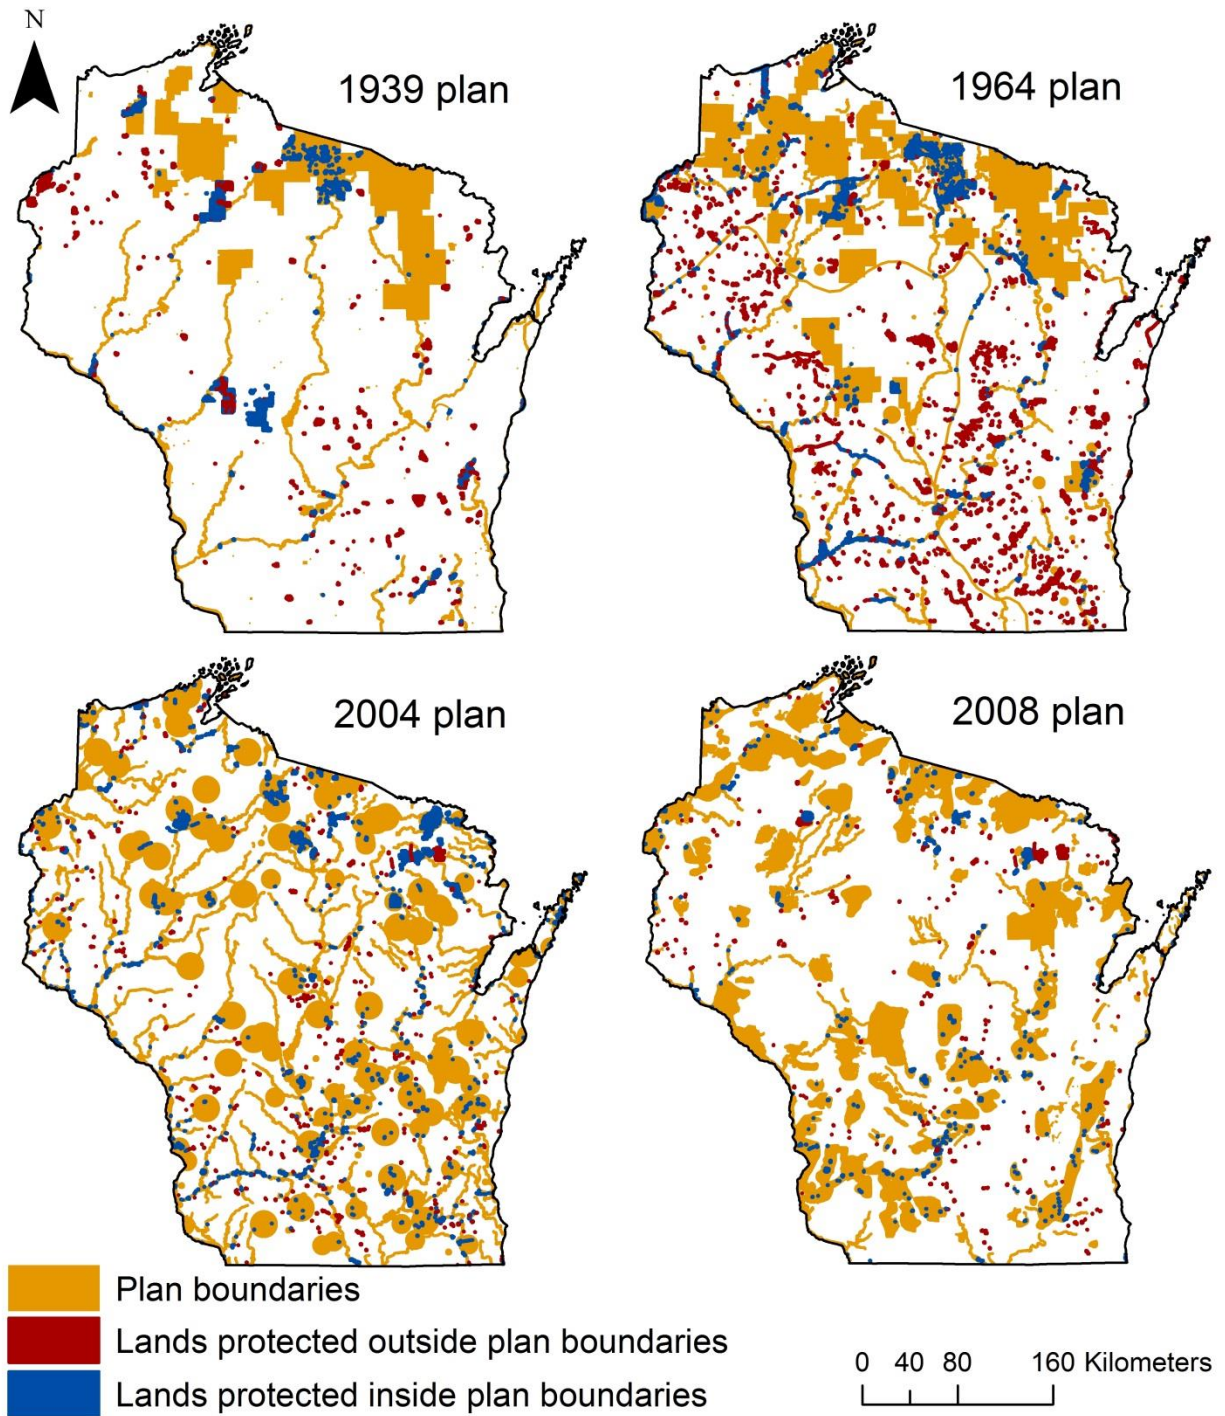 N
1939 plan
1964 plan
2004 plan
2008 plan
Plan boundaries
Lands protected outside plan boundaries
Lands protected inside plan boundaries
0 40 80 160 Kilometers